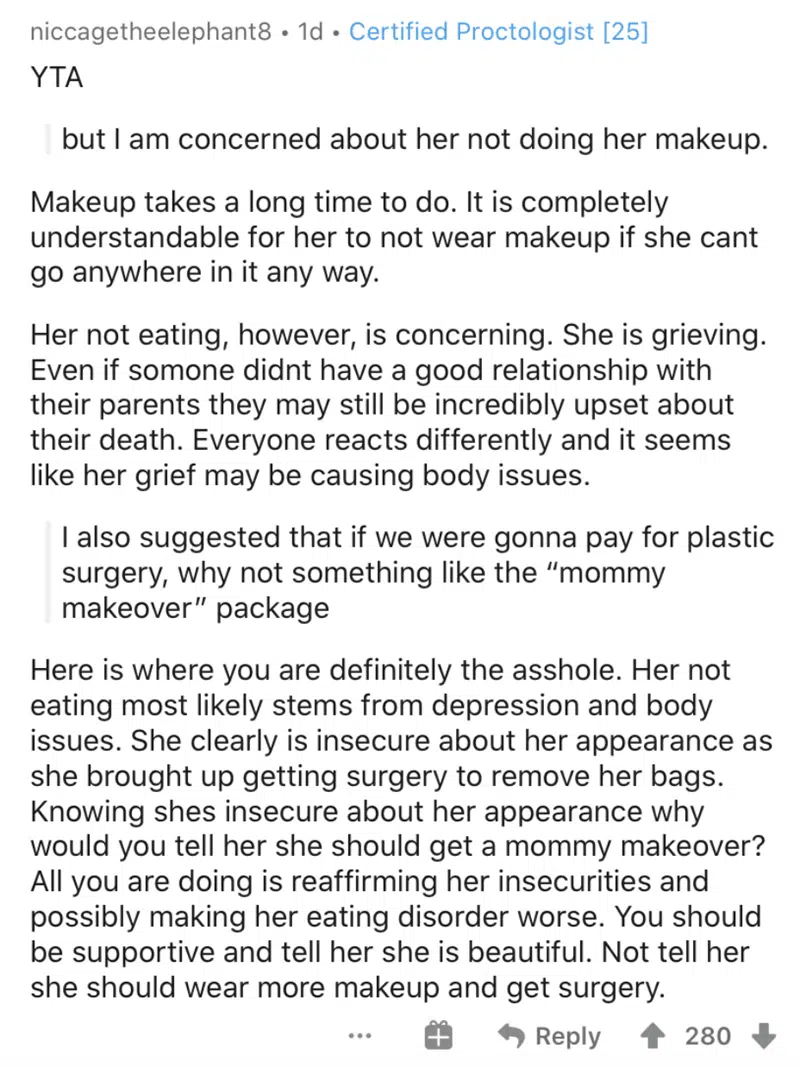 niccagetheelephant8 • 1d • Certified Proctologist [25]
YTA
but I am concerned about her not doing her makeup.
Makeup takes a long time to do. It is completely
understandable for her to not wear makeup if she cant
go anywhere in it any way.
Her not eating, however, is concerning. She is grieving.
Even if somone didnt have a good relationship with
their parents they may still be incredibly upset about
their death. Everyone reacts differently and it seems
like her grief may be causing body issues.
I also suggested that if we were gonna pay for plastic
surgery, why not something like the “mommy
makeover” package
Here is where you are definitely the asshole. Her not
eating most likely stems from depression and body
issues. She clearly is insecure about her appearance as
she brought up getting surgery to remove her bags.
Knowing shes insecure about her appearance why
would you tell her she should get a mommy makeover?
All you are doing is reaffirming her insecurities and
possibly making her eating disorder worse. You should
be supportive and tell her she is beautiful. Not tell her
she should wear more makeup and get surgery.
Reply 280